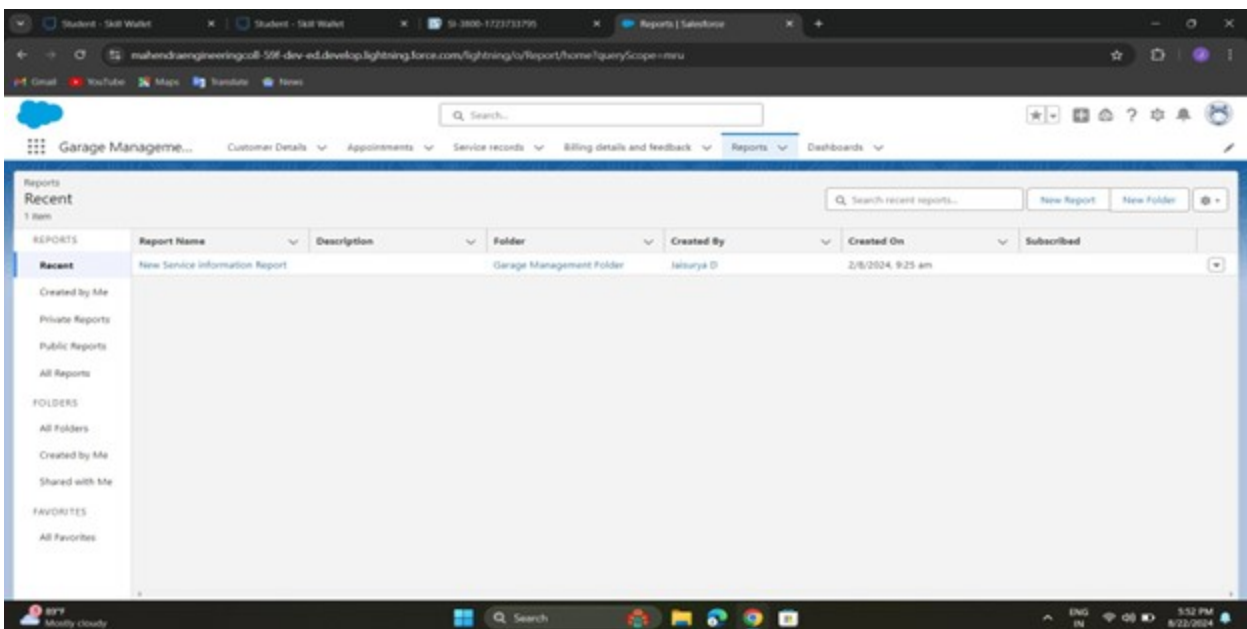 Student - Skill Wallet
Student - Skill Wallet
SI-3800-1723733795
Reports | Salesforce
mahendraengineeringcoll-59f-dev-ed.develop.lightning.force.com/lightning/o/Report/home?queryScope=mru
Gmail YouTube Maps Translate News
Search...
Garage Manageme... Customer Details Appointments Service records Billing details and feedback Reports Dashboards
Reports
Recent
1 item
Search recent reports...
New Report New Folder
REPORTS Report Name Description Folder Created By Created On Subscribed
Recent New Service information Report Garage Management Folder Jaisurya D 2/8/2024, 9:25 am
Created by Me
Private Reports
Public Reports
All Reports
FOLDERS
All Folders
Created by Me
Shared with Me
FAVORITES
All Favorites
89°F
Mostly cloudy
Search
ENG
IN
5:52 PM
8/22/2024